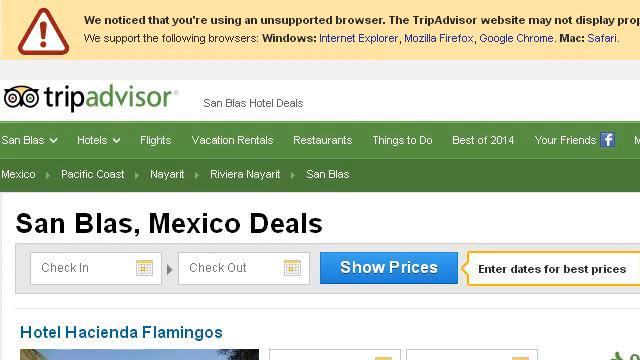 We noticed that you're using an unsupported browser. The TripAdvisor website may not display prop
We support the following browsers: Windows: Internet Explorer, Mozilla Firefox, Google Chrome. Mac: Safari.
tripadvisor® San Blas Hotel Deals
San Blas Hotels Flights Vacation Rentals Restaurants Things to Do Best of 2014 Your Friends f
Mexico Pacific Coast Nayarit Riviera Nayarit San Blas
San Blas, Mexico Deals
Check In Check Out Show Prices Enter dates for best prices
Hotel Hacienda Flamingos